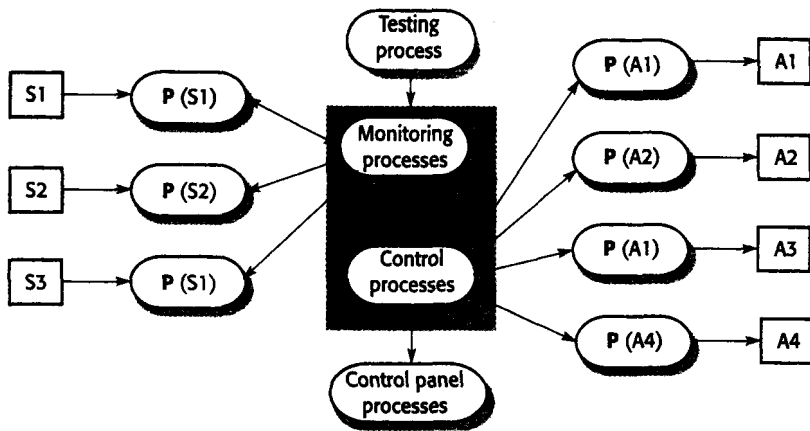 Testing
process
S1
P (S1)
S2
P (S2)
S3
P (S1)
Monitoring
processes
Control
processes
Control panel
processes
P (A1)
A1
P (A2)
A2
P (A1)
A3
P (A4)
A4